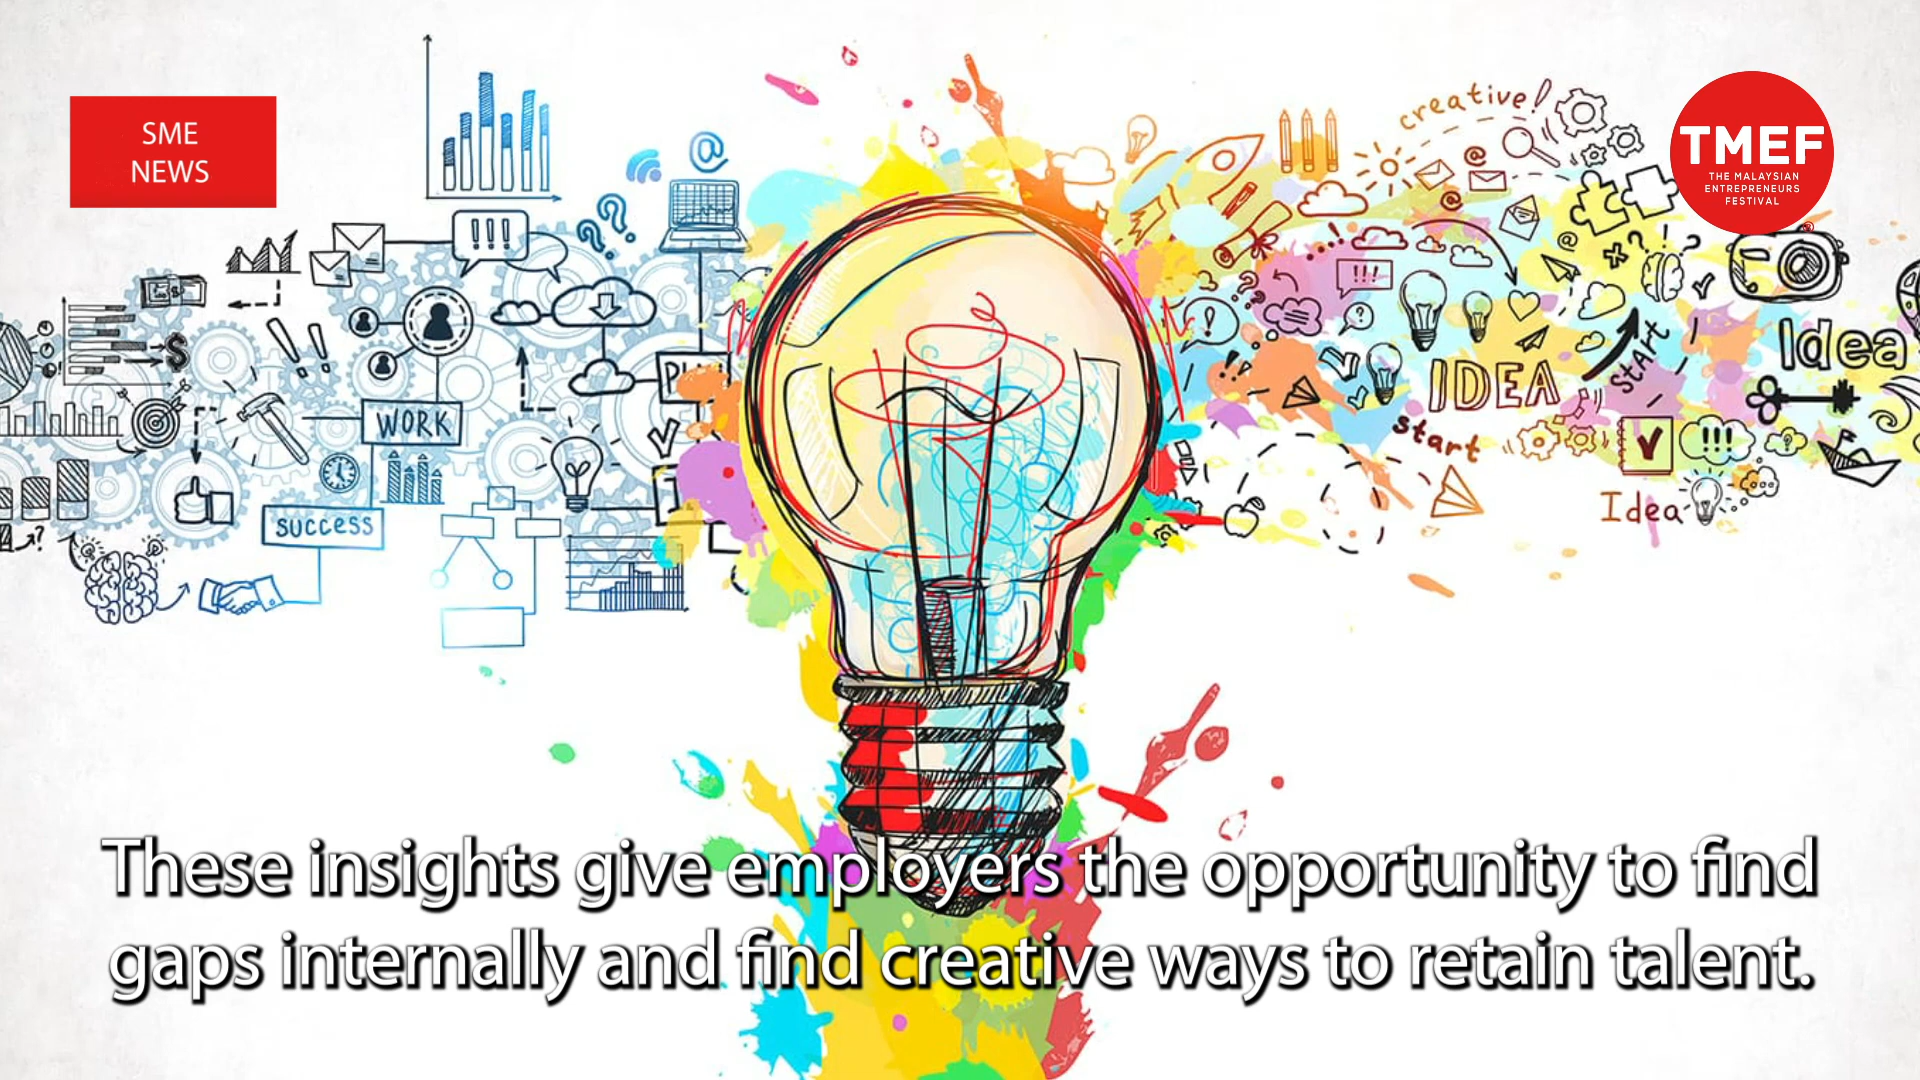 SME
NEWS
TMEF
THE MALAYSIAN
ENTREPRENEURS
FESTIVAL
creative!
@
@
!!!
??
@
@
@
!!!
?
WORK
IDEA
START
Idea
start
!!!
SUCCESS
Idea
These insights give employers the opportunity to find
gaps internally and find creative ways to retain talent.